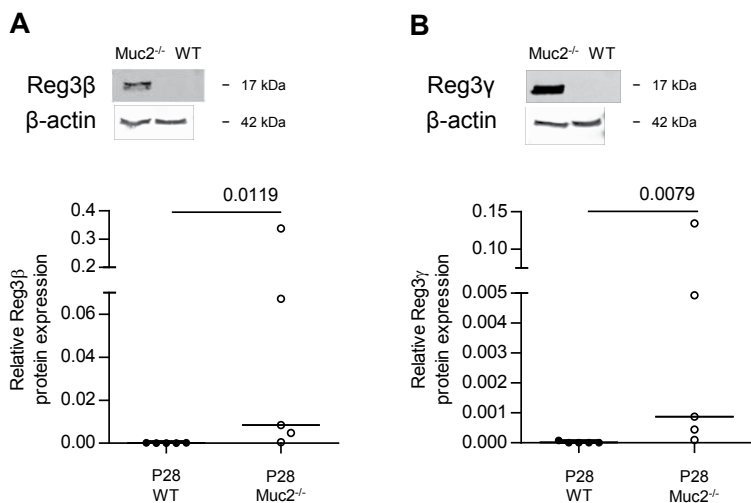 A
Muc2-/- WT
Reg3β
– 17 kDa
β-actin
– 42 kDa
0.0119
0.4
0.3
0.2
0.06
0.04
0.02
0.00
Relative Reg3β
protein expression
P28
WT
P28
Muc2-/-
B
Muc2-/- WT
Reg3γ
– 17 kDa
β-actin
– 42 kDa
0.0079
0.15
0.10
0.005
0.004
0.003
0.002
0.001
0.000
Relative Reg3γ
protein expression
P28
WT
P28
Muc2-/-